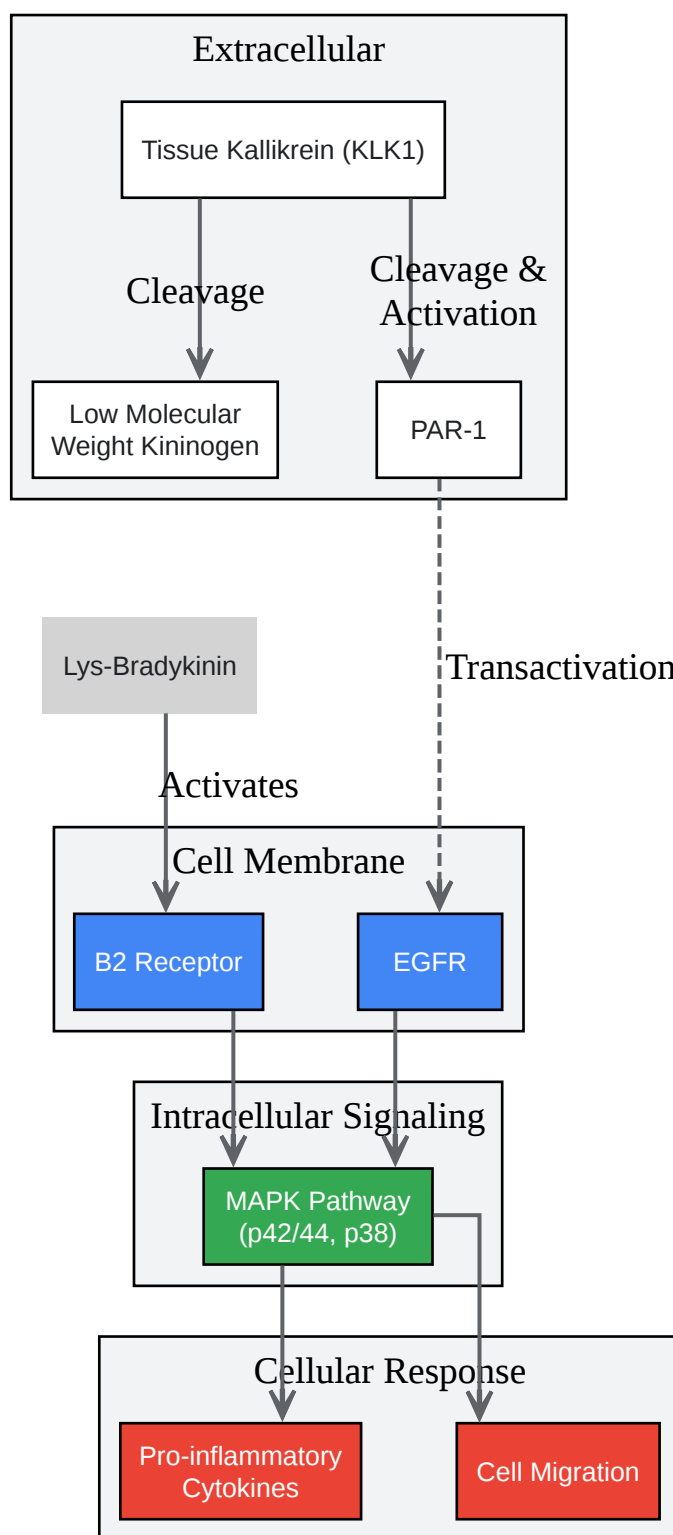 Extracellular
Tissue Kallikrein (KLK1)
Cleavage
Cleavage &
Activation
Low Molecular
Weight Kininogen
PAR-1
Lys-Bradykinin
Transactivation
Activates
Cell Membrane
B2 Receptor
EGFR
Intracellular Signaling
MAPK Pathway
(p42/44, p38)
Cellular Response
Pro-inflammatory
Cytokines
Cell Migration